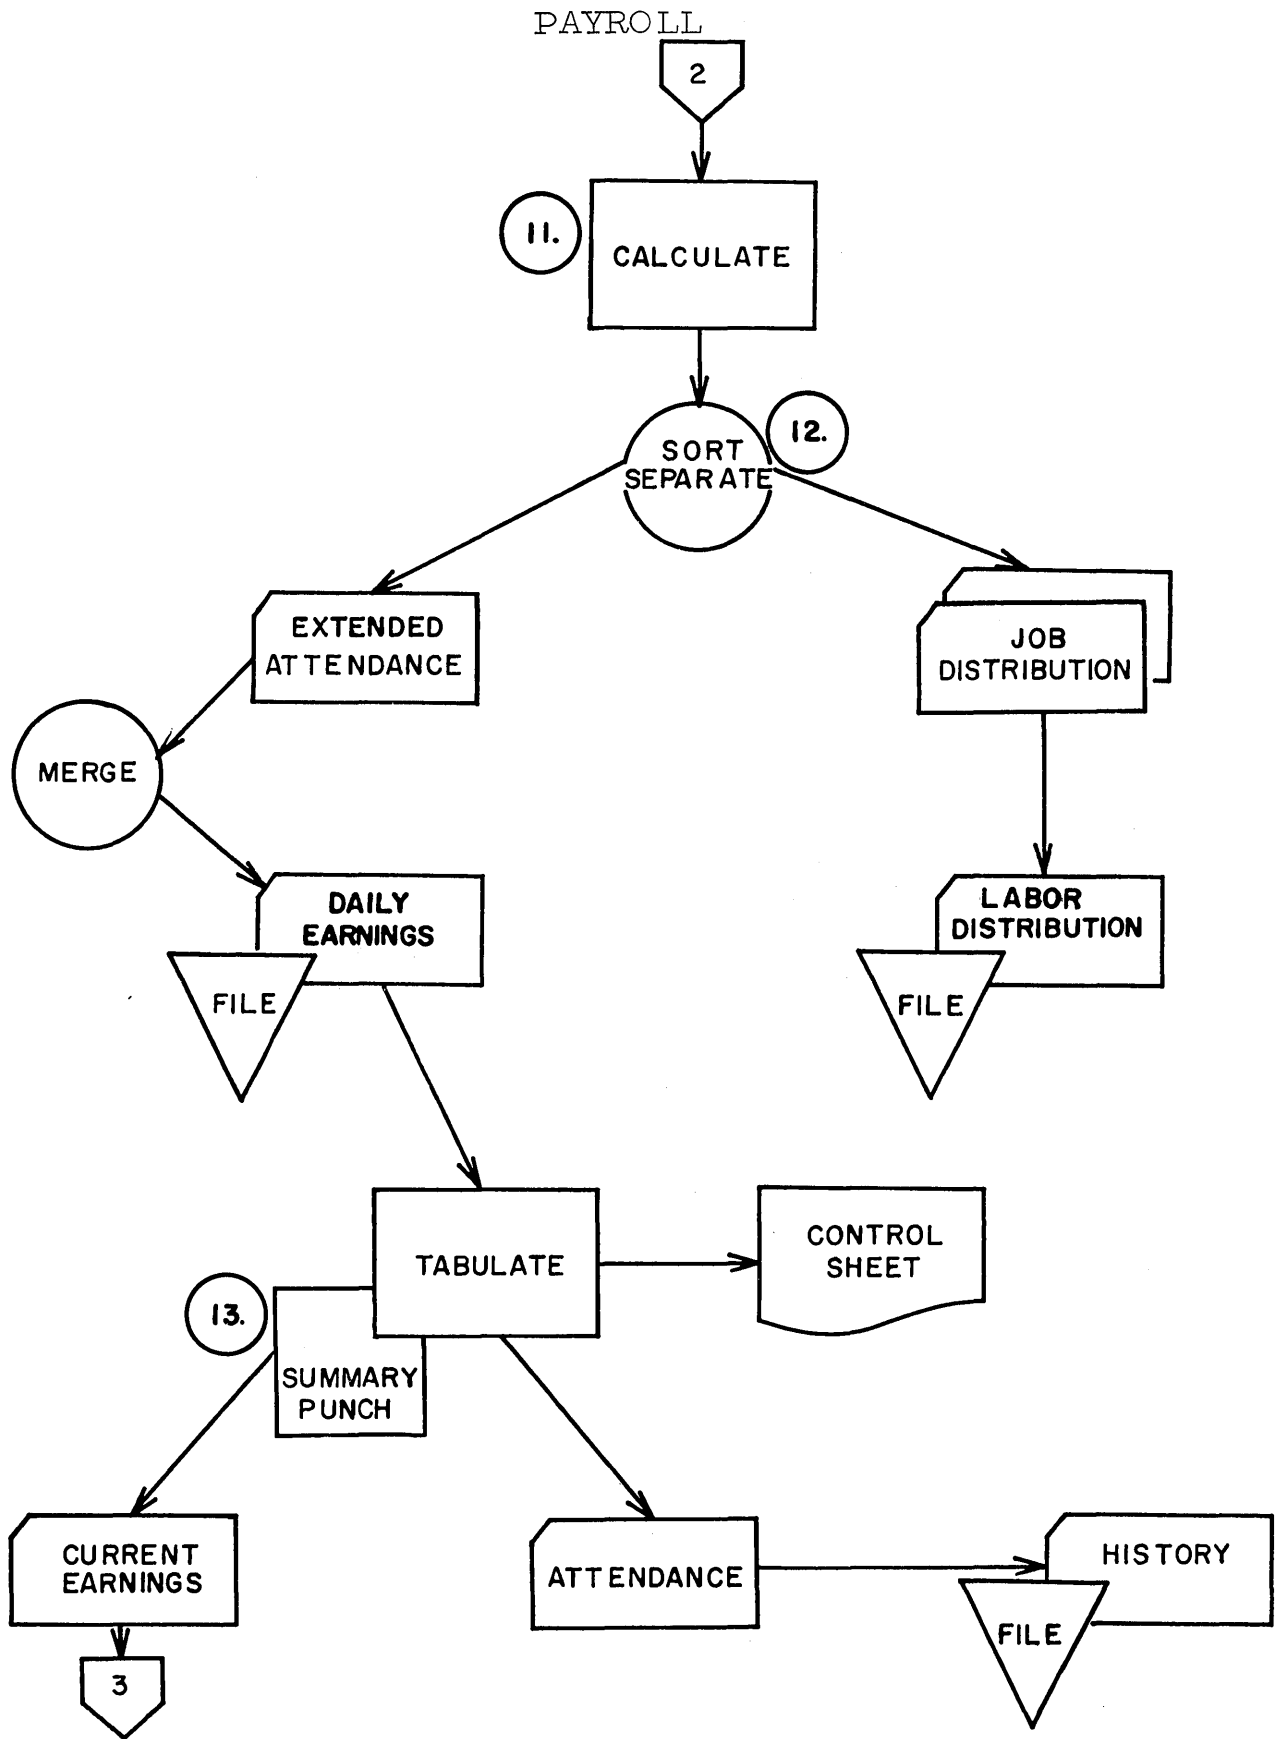 PAYROLL
2
11.
CALCULATE
12.
SORT
SEPARATE
EXTENDED
ATTENDANCE
JOB
DISTRIBUTION
MERGE
DAILY
EARNINGS
FILE
LABOR
DISTRIBUTION
FILE
TABULATE
CONTROL
SHEET
13.
SUMMARY
PUNCH
CURRENT
EARNINGS
ATTENDANCE
HISTORY
FILE
3